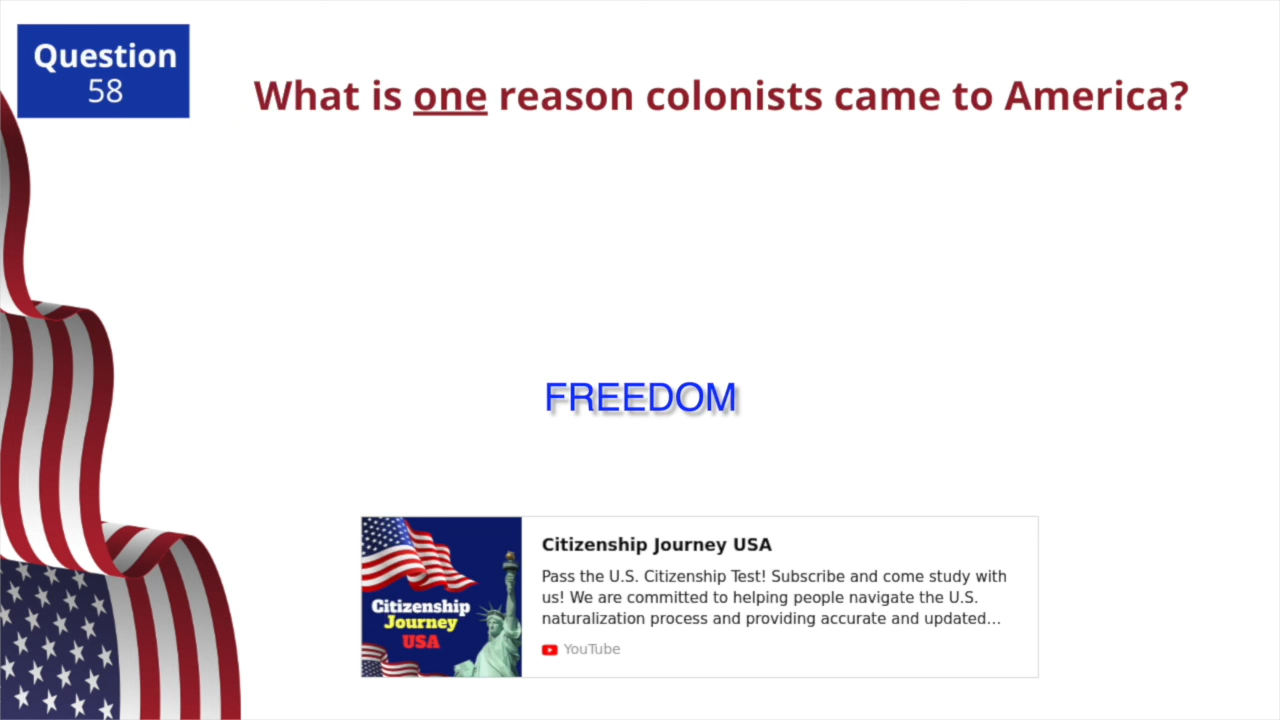 Question
58
What is one reason colonists came to America?
FREEDOM
Citizenship Journey USA
Pass the U.S. Citizenship Test! Subscribe and come study with
us! We are committed to helping people navigate the U.S.
naturalization process and providing accurate and updated...
YouTube
Citizenship
Journey
USA